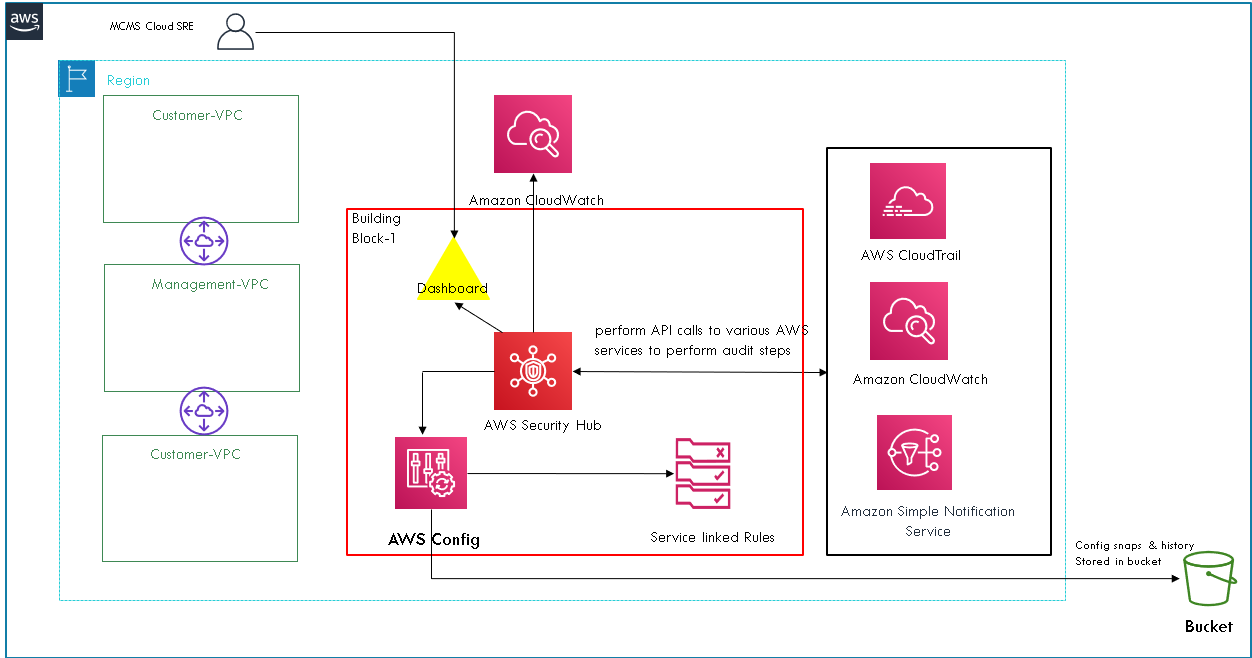 aws
MCMS Cloud SRE
Region
Customer-VPC
Management-VPC
Customer-VPC
Amazon CloudWatch
Building
Block-1
Dashboard
perform API calls to various AWS
services to perform audit steps
AWS Security Hub
AWS Config
Service linked Rules
AWS CloudTrail
Amazon CloudWatch
Amazon Simple Notification
Service
Config snaps & history
Stored in bucket
Bucket